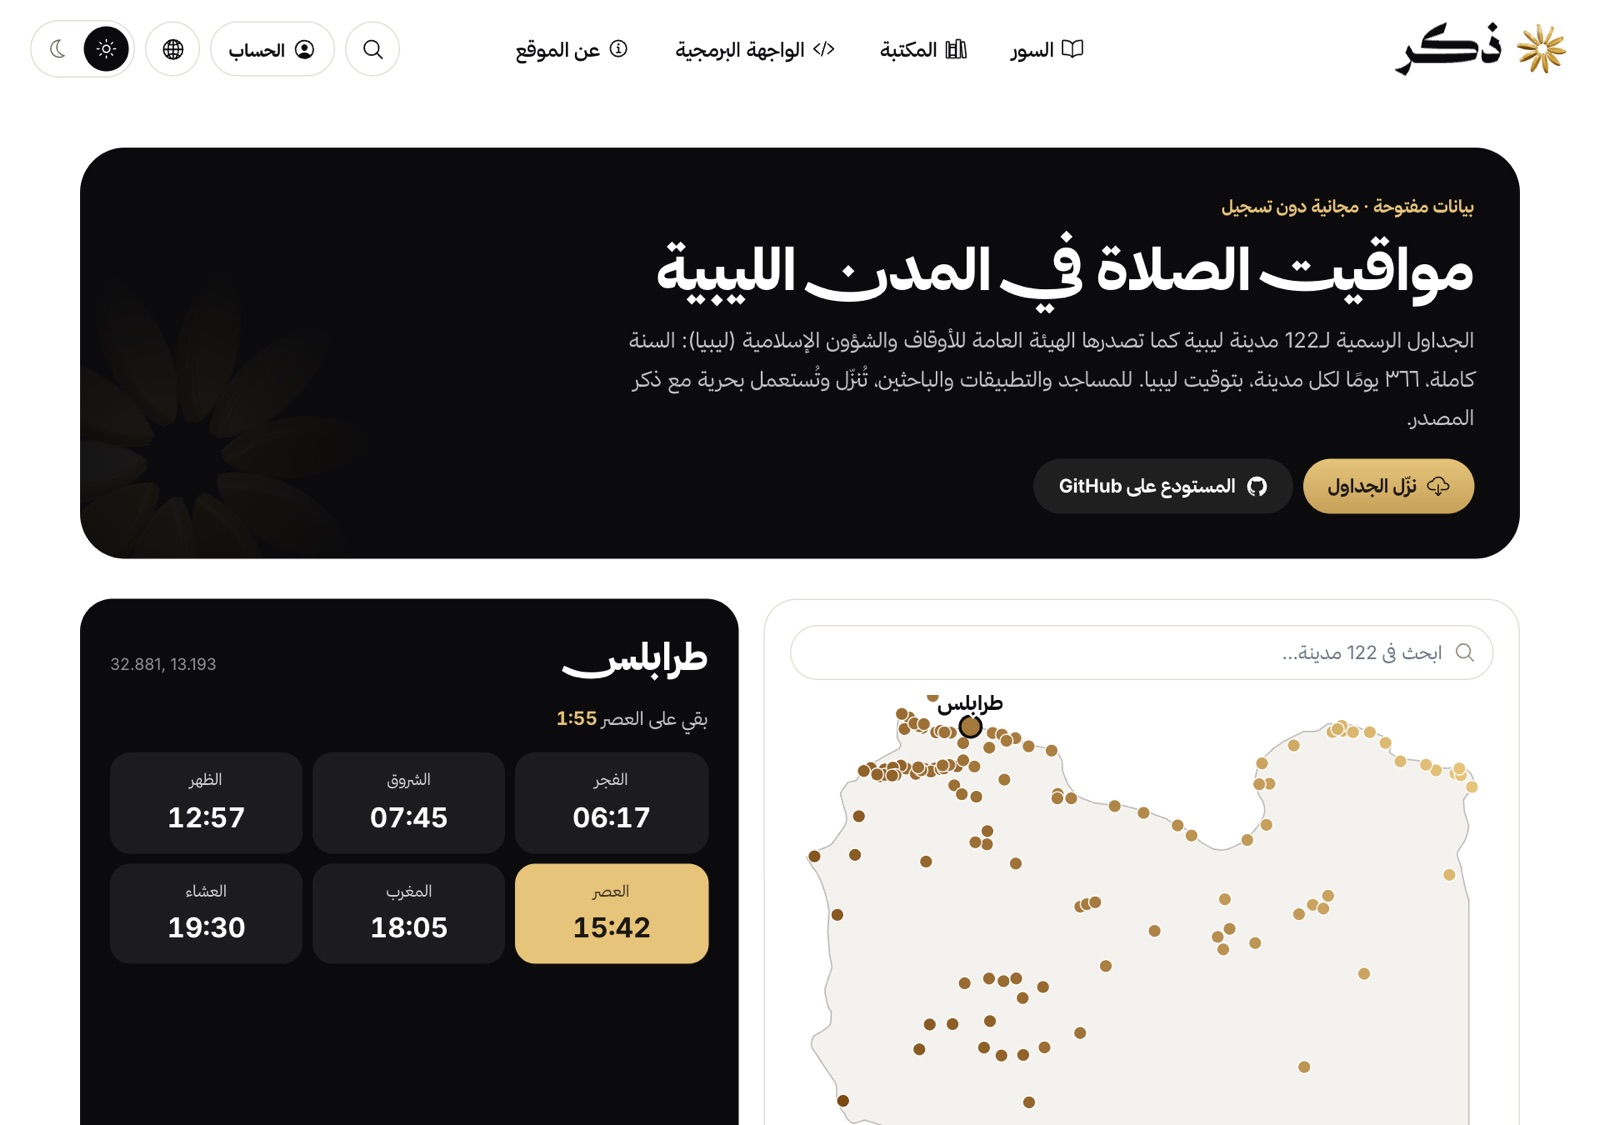 ذكر
السور
المكتبة
الواجهة البرمجية
عن الموقع
الحساب
بيانات مفتوحة · مجانية دون تسجيل
مواقيت الصلاة في المدن الليبية
الجداول الرسمية لـ122 مدينة ليبية كما تصدرها الهيئة العامة للأوقاف والشؤون الإسلامية (ليبيا): السنة
كاملة، ٣٦٦ يومًا لكل مدينة، بتوقيت ليبيا. للمساجد والتطبيقات والباحثين، تُنزّل وتُستعمل بحرية مع ذكر
المصدر.
نزّل الجداول
المستودع على GitHub
ابحث في 122 مدينة...
طرابلس
طرابلس
32.881, 13.193
بقي على العصر 1:55
الفجر
06:17
الشروق
07:45
الظهر
12:57
العصر
15:42
المغرب
18:05
العشاء
19:30